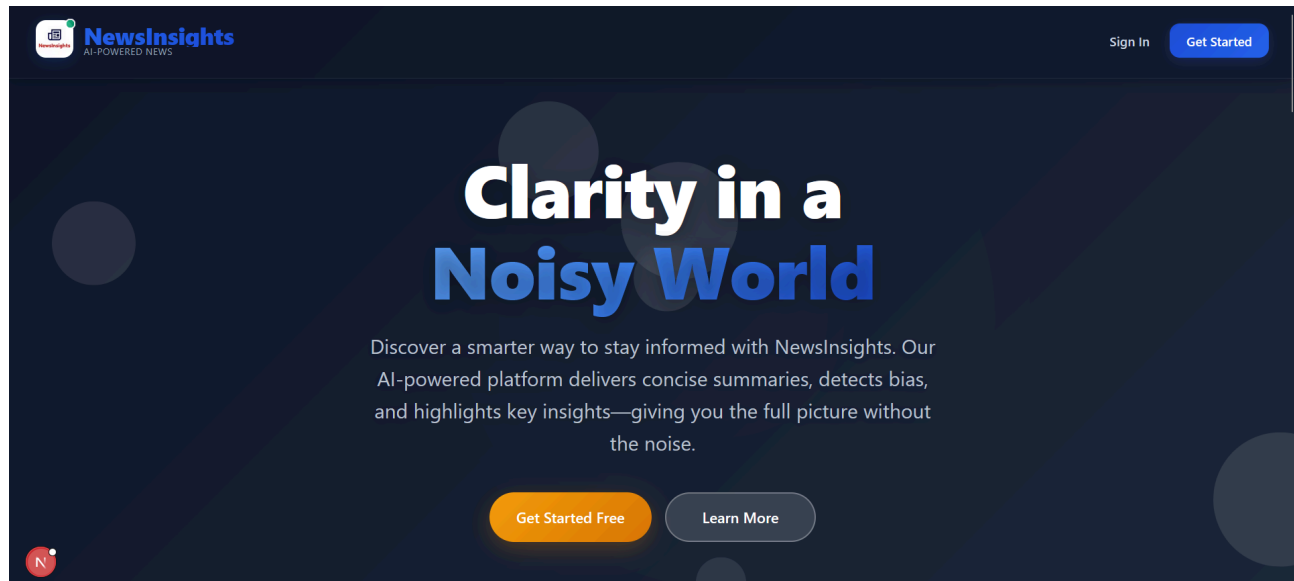 NewsInsights
NewsInsights
AI-POWERED NEWS
Sign In
Get Started
Clarity in a
Noisy World
Discover a smarter way to stay informed with NewsInsights. Our
AI-powered platform delivers concise summaries, detects bias,
and highlights key insights—giving you the full picture without
the noise.
Get Started Free
Learn More
N